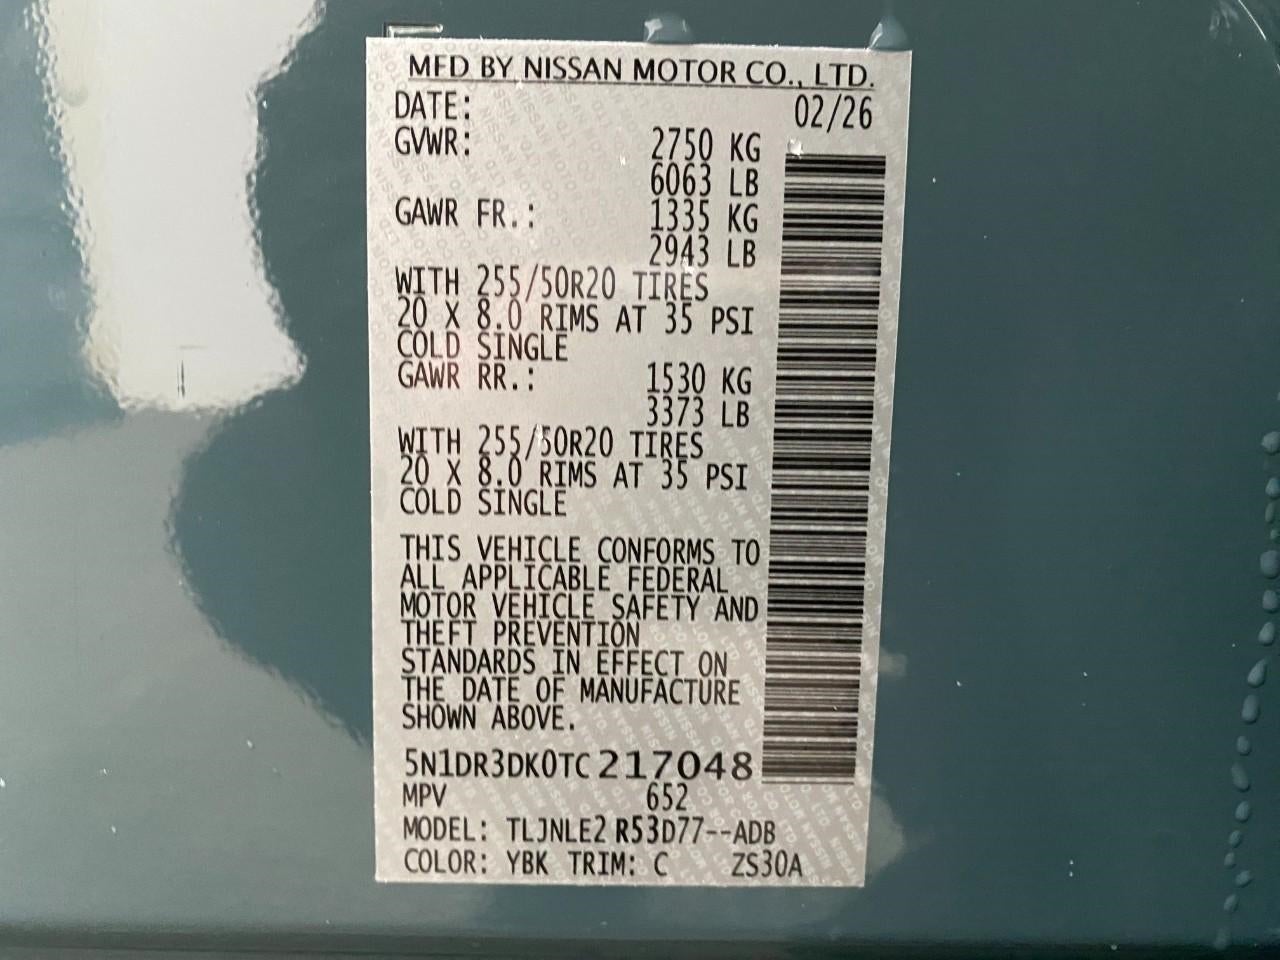 MFD BY NISSAN MOTOR CO., LTD.
DATE: 02/26
GVWR: 2750 KG
6063 LB
GAWR FR.: 1335 KG
2943 LB
WITH 255/50R20 TIRES
20 X 8.0 RIMS AT 35 PSI
COLD SINGLE
GAWR RR.: 1530 KG
3373 LB
WITH 255/50R20 TIRES
20 X 8.0 RIMS AT 35 PSI
COLD SINGLE
THIS VEHICLE CONFORMS TO
ALL APPLICABLE FEDERAL
MOTOR VEHICLE SAFETY AND
THEFT PREVENTION
STANDARDS IN EFFECT ON
THE DATE OF MANUFACTURE
SHOWN ABOVE.
5N1DR3DK0TC217048
MPV 652
MODEL: TLJNLE2 R53D77--ADB
COLOR: YBK TRIM: C ZS30A